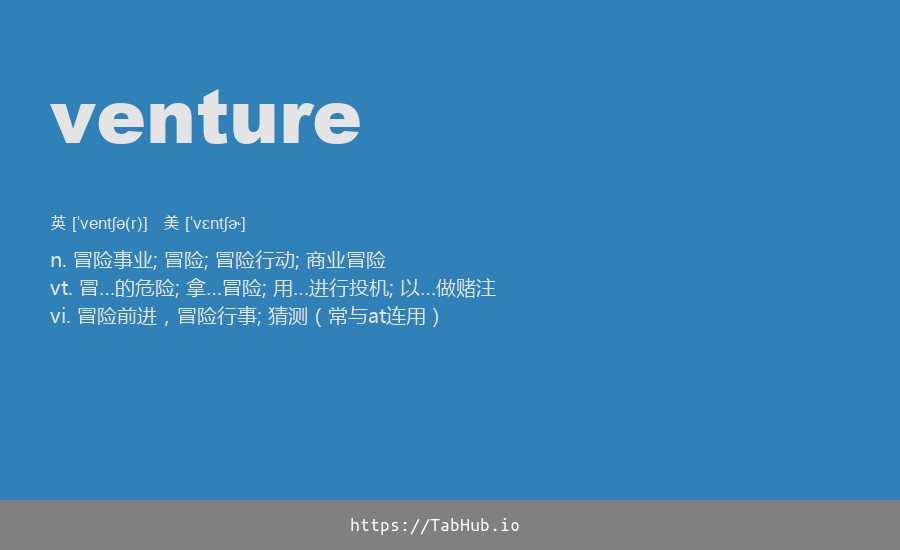 venture
英 [ˈventʃə(r)] 美 [ˈvɛntʃɚ]
n. 冒险事业; 冒险; 冒险行动; 商业冒险
vt. 冒…的危险; 拿…冒险; 用…进行投机; 以…做赌注
vi. 冒险前进，冒险行事; 猜测（常与at连用）
https://TabHub.io